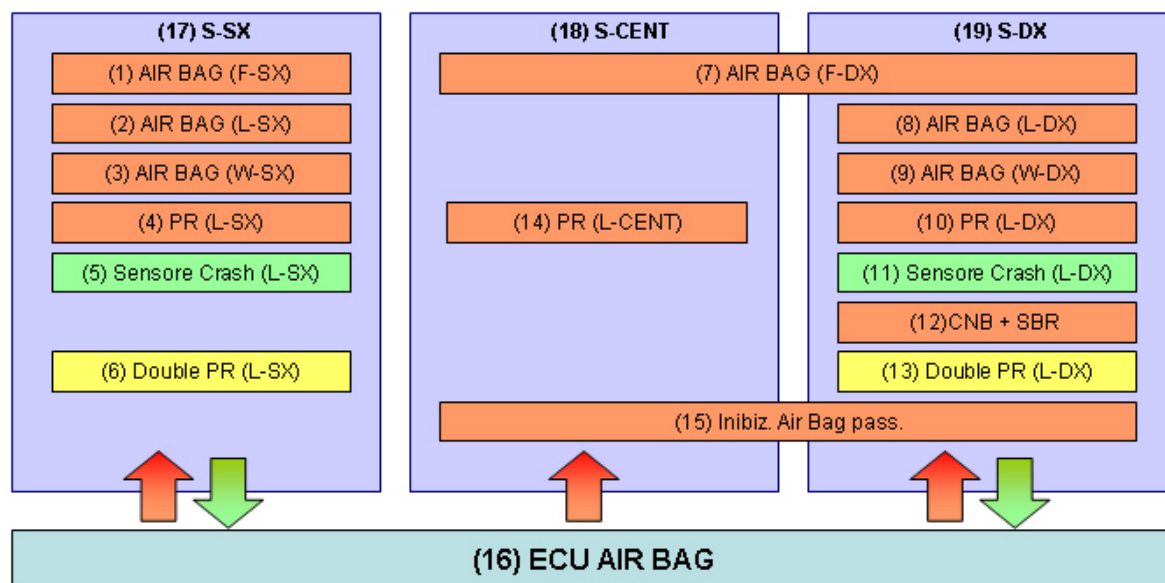 (17) S-SX
(1) AIR BAG (F-SX)
(2) AIR BAG (L-SX)
(3) AIR BAG (W-SX)
(4) PR (L-SX)
(5) Sensore Crash (L-SX)
(6) Double PR (L-SX)
(18) S-CENT
(19) S-DX
(7) AIR BAG (F-DX)
(8) AIR BAG (L-DX)
(9) AIR BAG (W-DX)
(14) PR (L-CENT)
(10) PR (L-DX)
(11) Sensore Crash (L-DX)
(12)CNB + SBR
(13) Double PR (L-DX)
(15) Inibiz. Air Bag pass.
(16) ECU AIR BAG